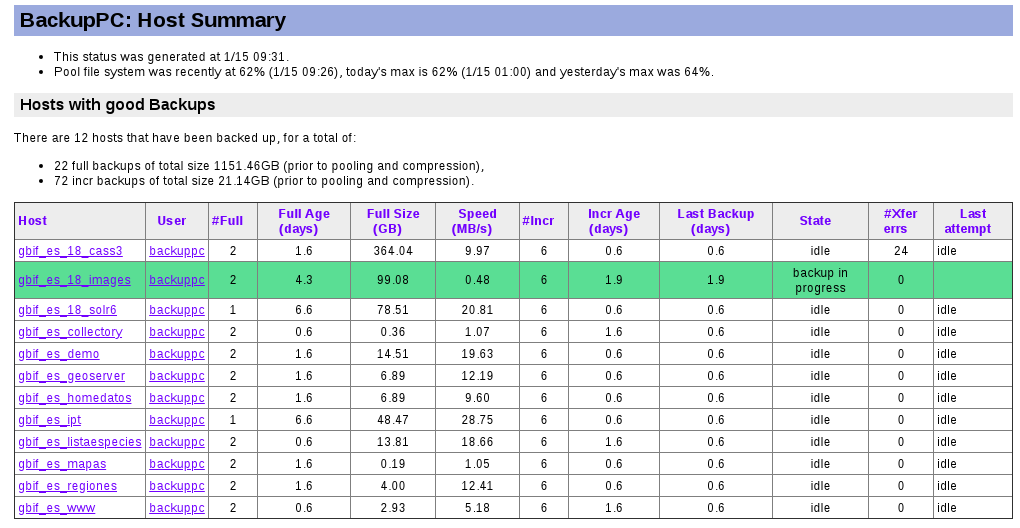 BackupPC: Host Summary
This status was generated at 1/15 09:31.
Pool file system was recently at 62% (1/15 09:26), today's max is 62% (1/15 01:00) and yesterday's max was 64%.
Hosts with good Backups
There are 12 hosts that have been backed up, for a total of:
22 full backups of total size 1151.46GB (prior to pooling and compression),
72 incr backups of total size 21.14GB (prior to pooling and compression).
Host User #Full Full Age (days) Full Size (GB) Speed (MB/s) #Incr Incr Age (days) Last Backup (days) State #Xfer errs Last attempt
gbif_es_18_cass3 backuppc 2 1.6 364.04 9.97 6 0.6 0.6 idle 24 idle
gbif_es_18_images backuppc 2 4.3 99.08 0.48 6 1.9 1.9 backup in progress 0
gbif_es_18_solr6 backuppc 1 6.6 78.51 20.81 6 0.6 0.6 idle 0 idle
gbif_es_collectory backuppc 2 0.6 0.36 1.07 6 1.6 0.6 idle 0 idle
gbif_es_demo backuppc 2 1.6 14.51 19.63 6 0.6 0.6 idle 0 idle
gbif_es_geoserver backuppc 2 1.6 6.89 12.19 6 0.6 0.6 idle 0 idle
gbif_es_homedatos backuppc 2 1.6 6.89 9.60 6 0.6 0.6 idle 0 idle
gbif_es_ipt backuppc 1 6.6 48.47 28.75 6 0.6 0.6 idle 0 idle
gbif_es_listaespecies backuppc 2 0.6 13.81 18.66 6 1.6 0.6 idle 0 idle
gbif_es_mapas backuppc 2 1.6 0.19 1.05 6 0.6 0.6 idle 0 idle
gbif_es_regiones backuppc 2 1.6 4.00 12.41 6 0.6 0.6 idle 0 idle
gbif_es_www backuppc 2 0.6 2.93 5.18 6 1.6 0.6 idle 0 idle